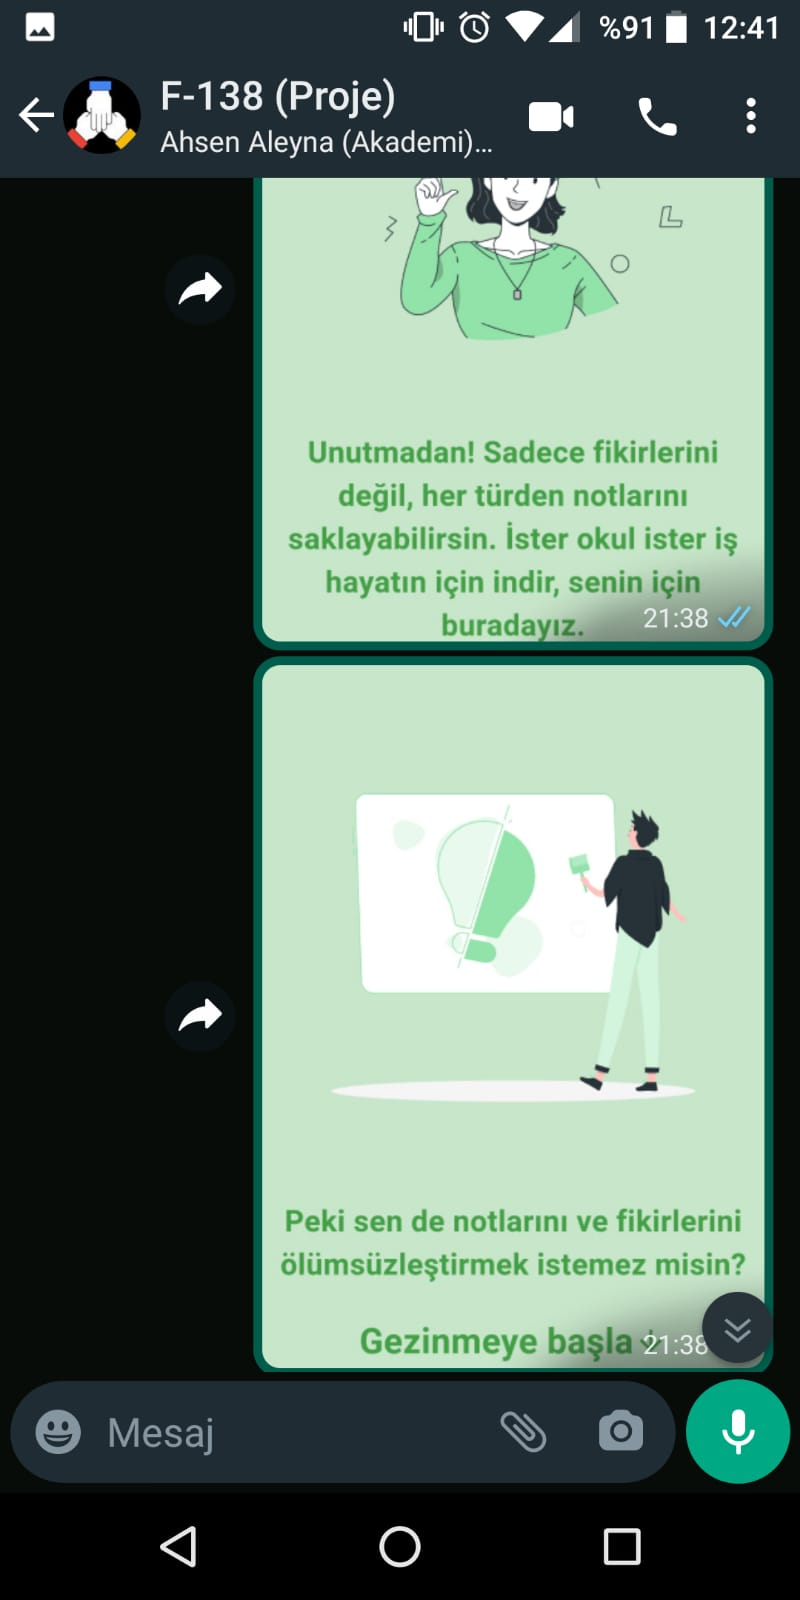 %91 12:41
F-138 (Proje)
Ahsen Aleyna (Akademi)...
Unutmadan! Sadece fikirlerini
değil, her türden notlarını
saklayabilirsin. İster okul ister iş
hayatın için indir, senin için
buradayız.
21:38
Peki sen de notlarını ve fikirlerini
ölümsüzleştirmek istemez misin?
Gezinmeye başla
21:38
Mesaj